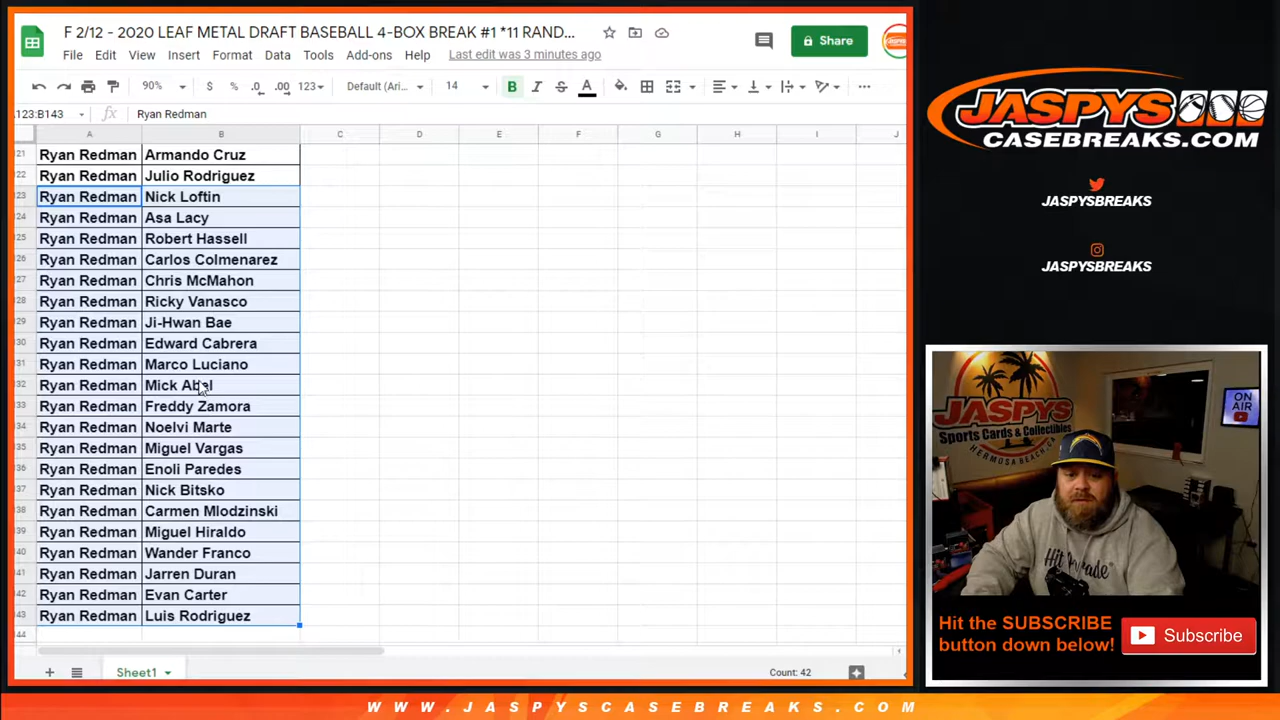 F 2/12 - 2020 LEAF METAL DRAFT BASEBALL 4-BOX BREAK #1 *11 RAND...
File Edit View Insert Format Data Tools Add-ons Help Last edit was 3 minutes ago
Share
90% $ % .0 .00 123 Default (Ari... 14 B I S A
123:B143 fx Ryan Redman
A B C D E F G H I J
21 Ryan Redman Armando Cruz
22 Ryan Redman Julio Rodriguez
23 Ryan Redman Nick Loftin
24 Ryan Redman Asa Lacy
25 Ryan Redman Robert Hassell
26 Ryan Redman Carlos Colmenarez
27 Ryan Redman Chris McMahon
28 Ryan Redman Ricky Vanasco
29 Ryan Redman Ji-Hwan Bae
30 Ryan Redman Edward Cabrera
31 Ryan Redman Marco Luciano
32 Ryan Redman Mick Abel
33 Ryan Redman Freddy Zamora
34 Ryan Redman Noelvi Marte
35 Ryan Redman Miguel Vargas
36 Ryan Redman Enoli Paredes
37 Ryan Redman Nick Bitsko
38 Ryan Redman Carmen Mlodzinski
39 Ryan Redman Miguel Hiraldo
40 Ryan Redman Wander Franco
41 Ryan Redman Jarren Duran
42 Ryan Redman Evan Carter
43 Ryan Redman Luis Rodriguez
44
Sheet1 Count: 42
JASPYS
CASEBREAKS.COM
JASPYSBREAKS
JASPYSBREAKS
JASPYS
Sports Cards & Collectibles
HERMOSA BEACH, CA
ON AIR
Hit the SUBSCRIBE
button down below!
Subscribe
WWW.JASPYSCASEBREAKS.COM